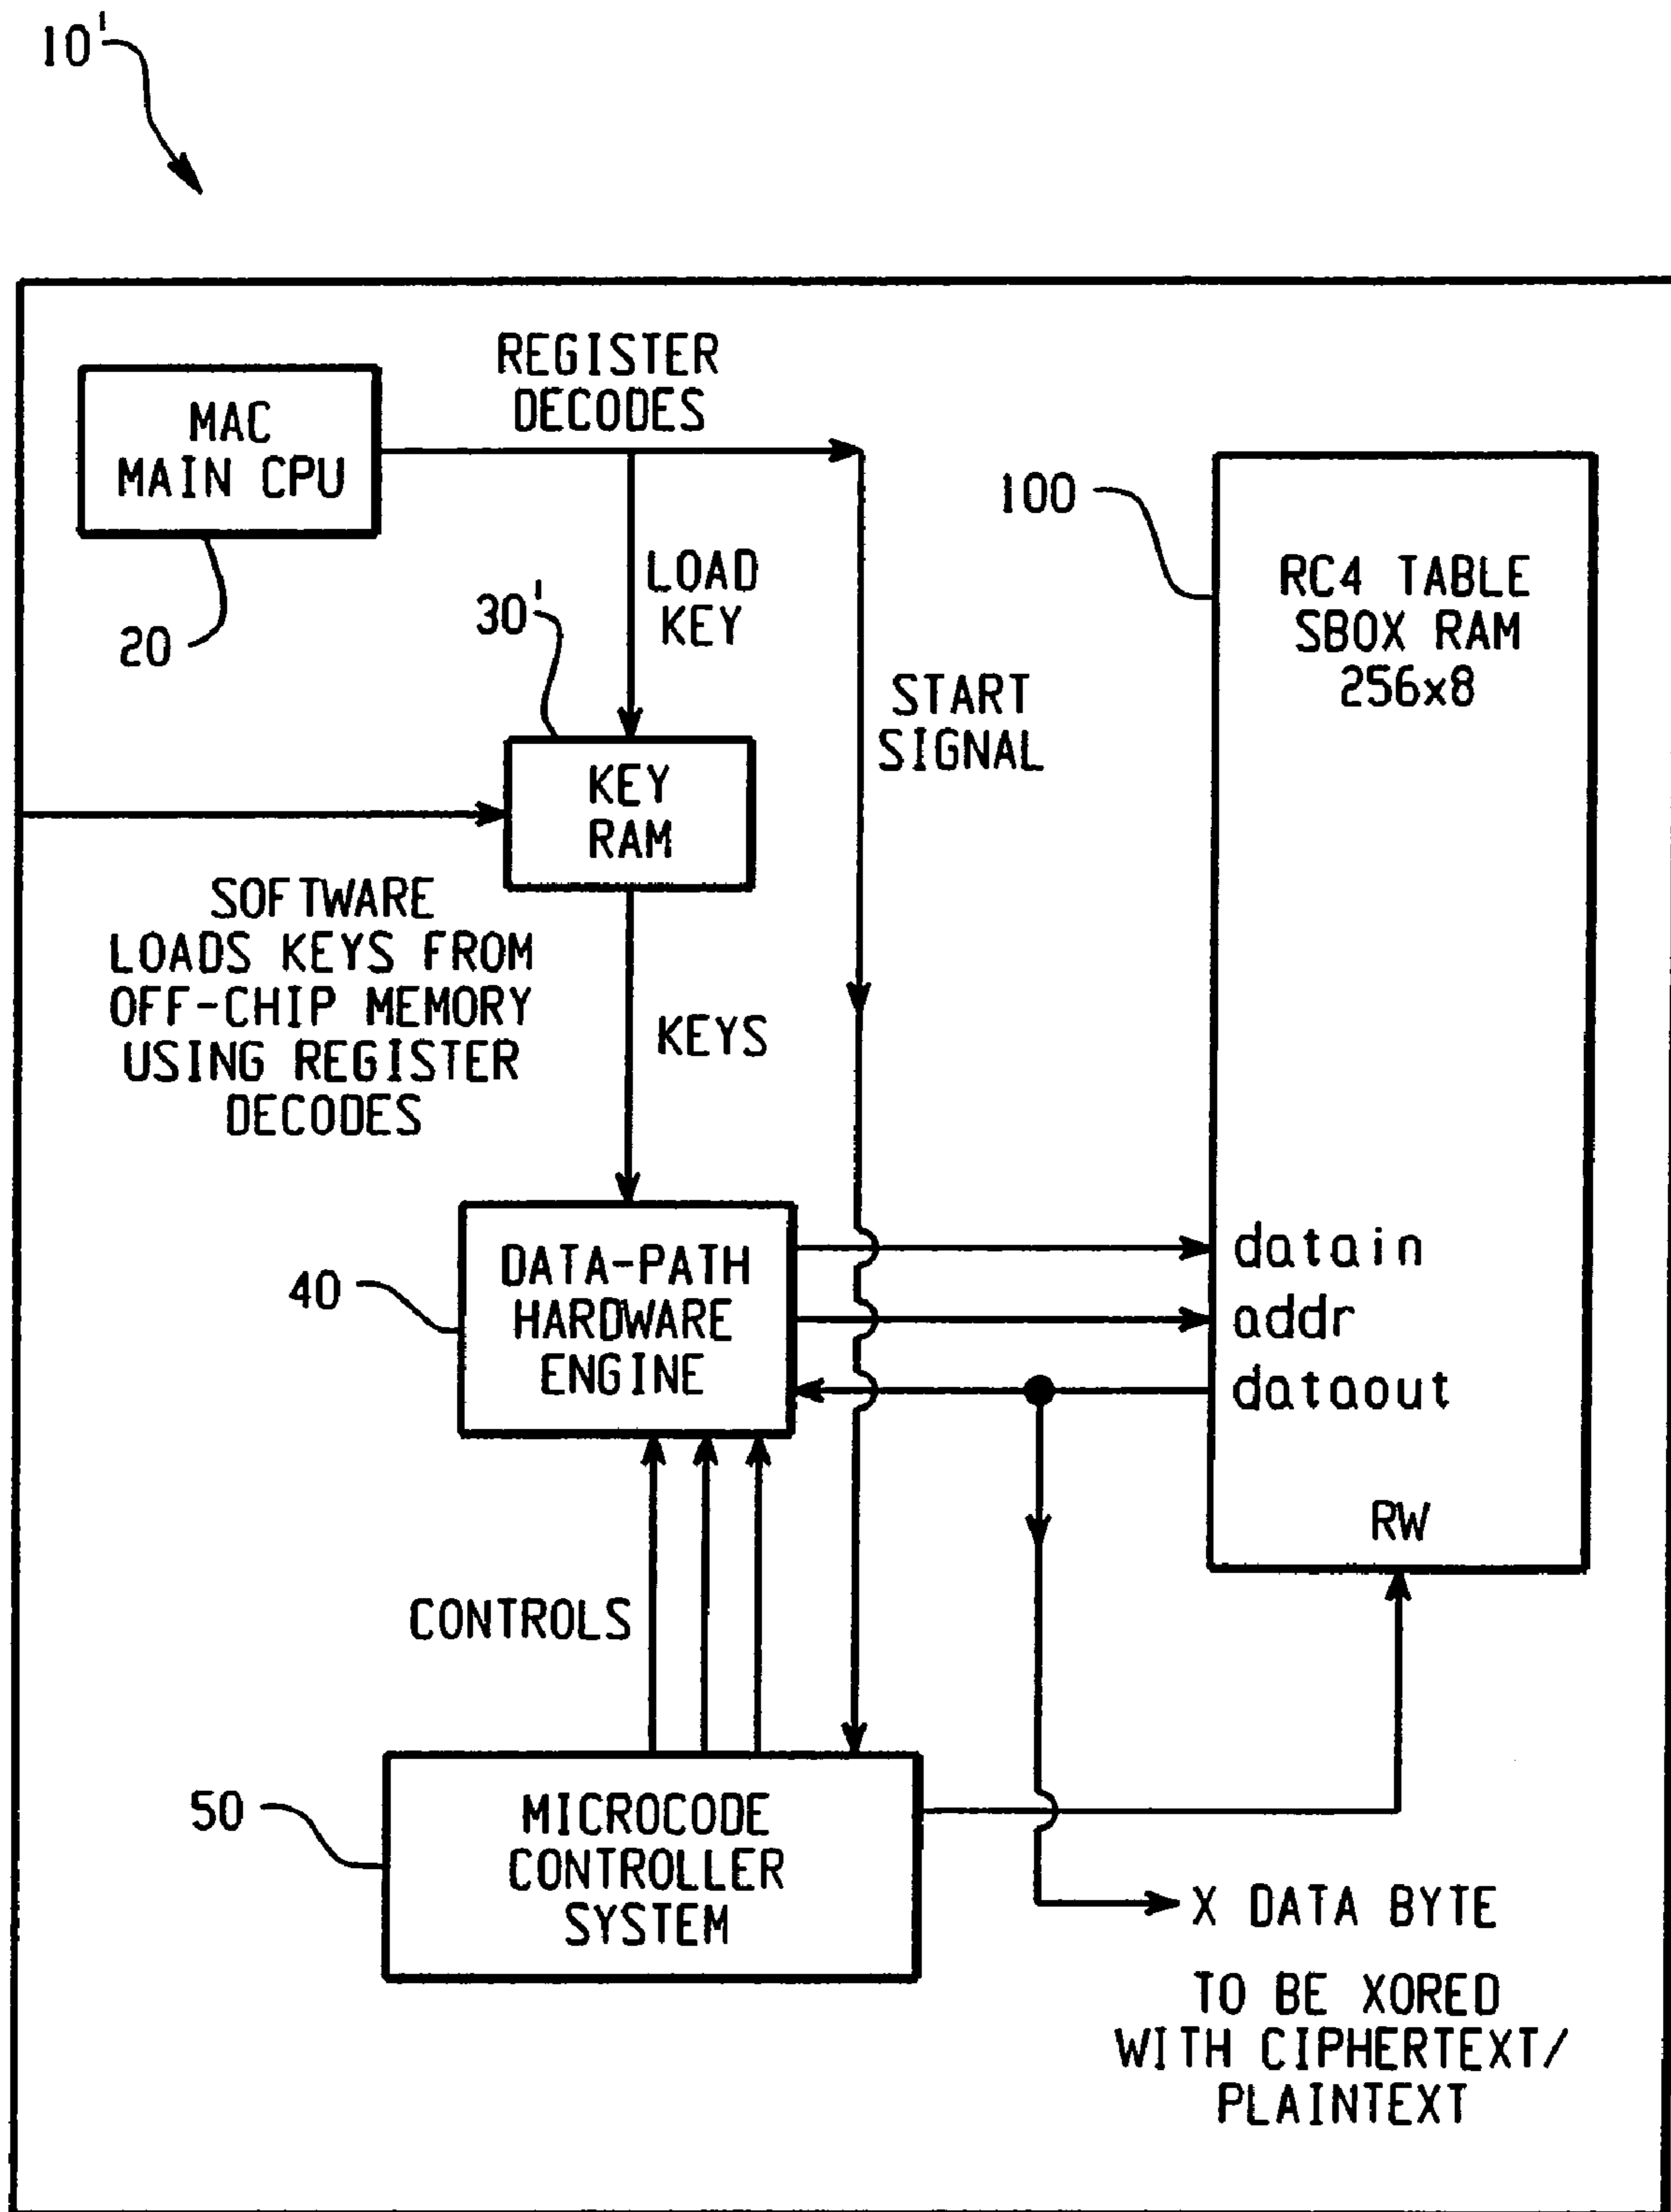 10'
REGISTER
DECODES
MAC
MAIN CPU
20
LOAD
KEY
30'
100
RC4 TABLE
SBOX RAM
256x8
START
SIGNAL
KEY
RAM
SOFTWARE
LOADS KEYS FROM
OFF-CHIP MEMORY
USING REGISTER
DECODES
KEYS
40
DATA-PATH
HARDWARE
ENGINE
datain
addr
dataout
RW
CONTROLS
50
MICROCODE
CONTROLLER
SYSTEM
X DATA BYTE
TO BE XORED
WITH CIPHERTEXT/
PLAINTEXT